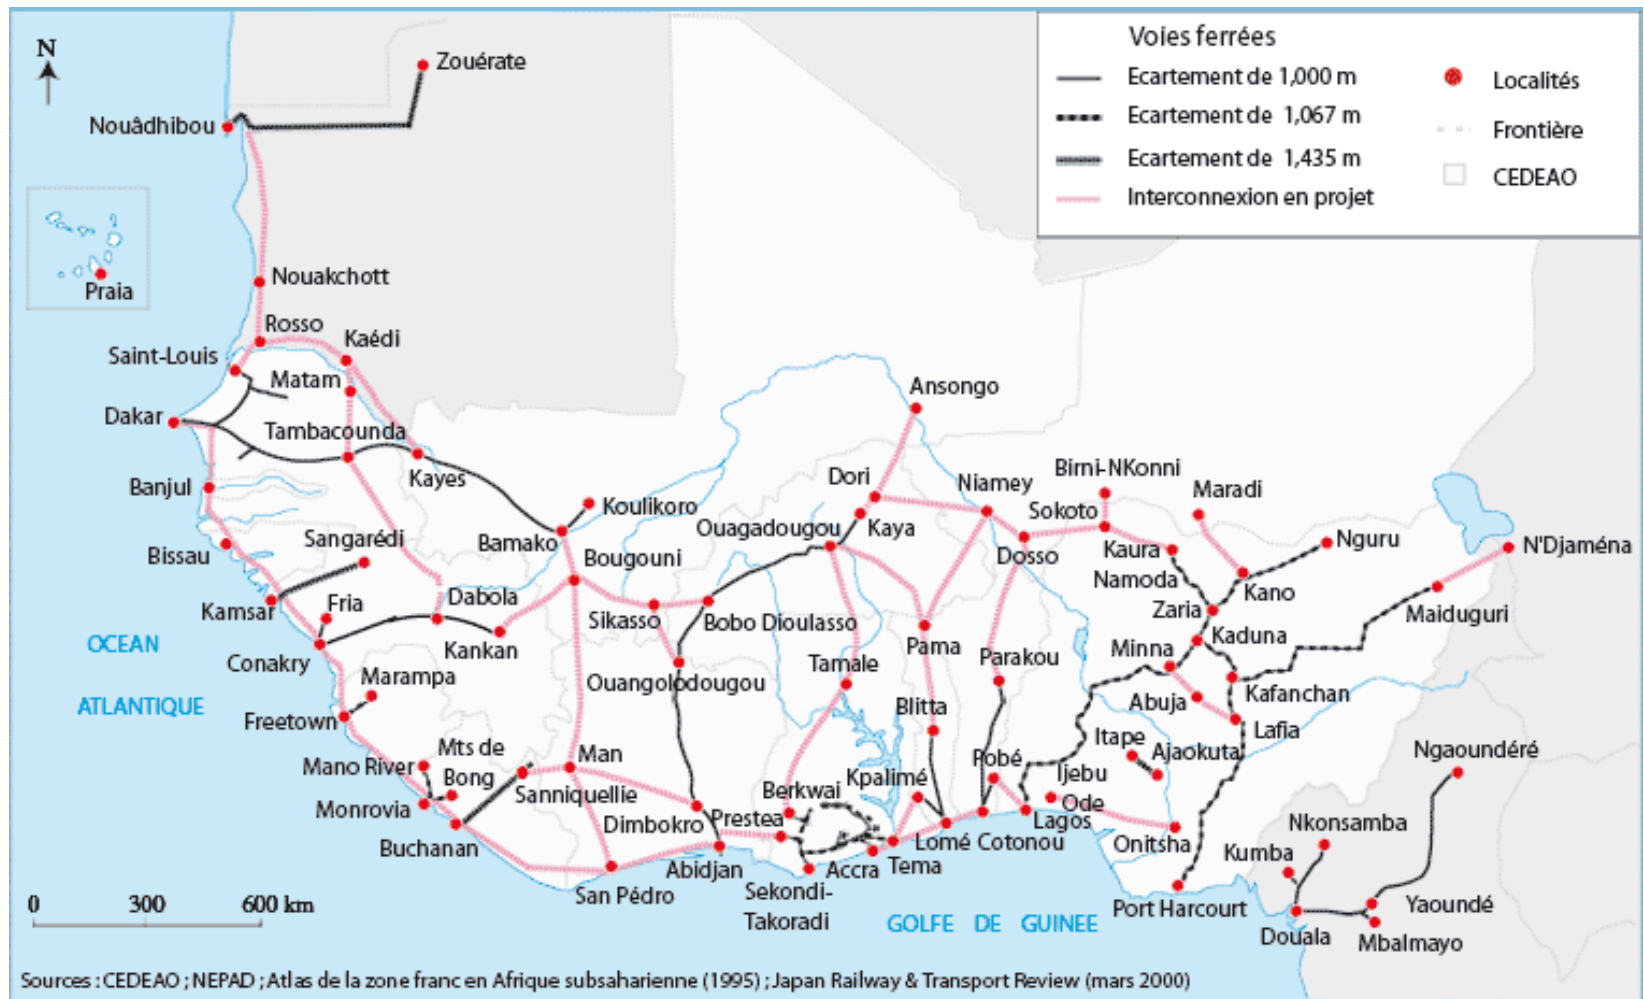 N
Voies ferrées
Ecartement de 1,000 m
Ecartement de 1,067 m
Ecartement de 1,435 m
Interconnexion en projet
Localités
Frontière
CEDEAO
Zouérate
Nouâdhibou
Praia
Nouakchott
Rosso
Kaédi
Saint-Louis
Matam
Dakar
Tambacounda
Kayes
Banjul
Ansongo
Dori
Niamey
Birni-NKonni
Maradi
Koulikoro
Bamako
Bougouni
Ouagadougou
Kaya
Sokoto
Dosso
Kaura
Namoda
Nguru
N'Djaména
Sangarédi
Bissau
Kamsar
Fria
Dabola
Sikasso
Bobo Dioulasso
Kano
Zaria
Maiduguri
OCEAN
ATLANTIQUE
Conakry
Kankan
Pama
Parakou
Minna
Kaduna
Marampa
Ouangolodougou
Tamale
Kafanchan
Abuja
Freetown
Blitta
Lafia
Mts de
Bong
Mano River
Man
Itape
Ajaokuta
Ngaoundéré
Monrovia
Sanniquellie
Berkwai
Kpalimé
Pobé
Ijebu
Ode
Dimbokro
Prestea
Lagos
Nkonsamba
Buchanan
Abidjan
Lomé
Cotonou
Onitsha
Kumba
San Pédro
Sekondi-
Takoradi
Accra
Tema
Port Harcourt
Yaoundé
Douala
Mbalmayo
GOLFE DE GUINEE
0 300 600 km
Sources : CEDEAO ; NEPAD ; Atlas de la zone franc en Afrique subsaharienne (1995) ; Japan Railway & Transport Review (mars 2000)